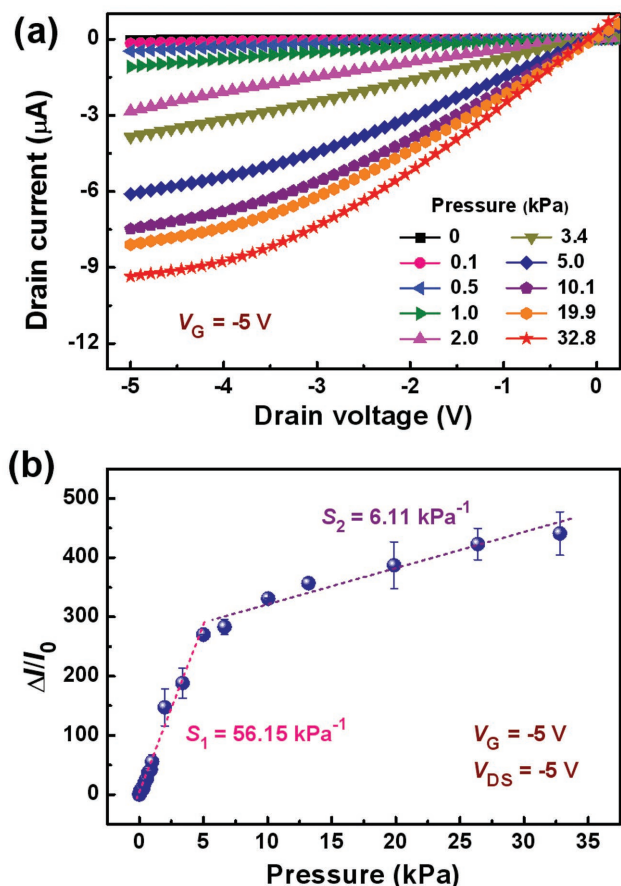 (a)
0
-3
-6
-9
-12
Drain current (μA)
Pressure (kPa)
0
3.4
0.1
5.0
0.5
10.1
1.0
19.9
2.0
32.8
V_G = -5 V
-5
-4
-3
-2
-1
0
Drain voltage (V)
(b)
500
400
300
200
100
0
ΔI/I₀
S₂ = 6.11 kPa⁻¹
S₁ = 56.15 kPa⁻¹
V_G = -5 V
V_DS = -5 V
0
5
10
15
20
25
30
35
Pressure (kPa)